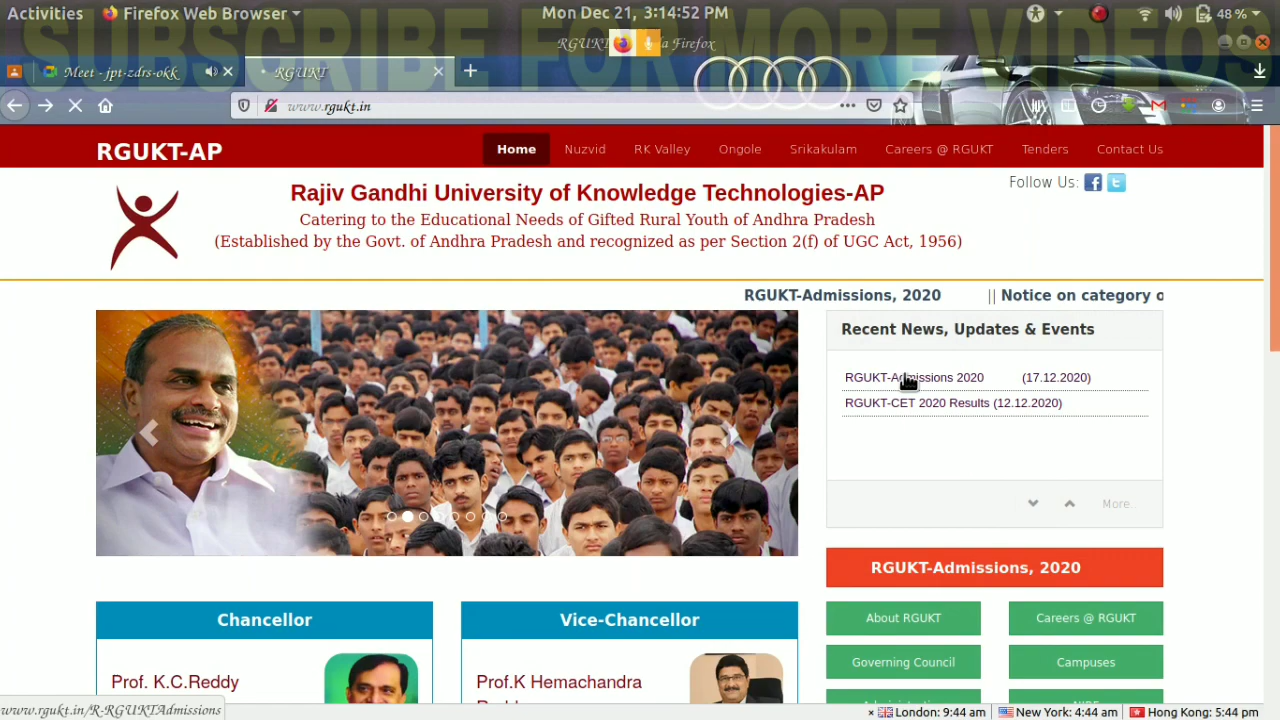 SUBSCRIBE FOR MORE VIDEOS
Activities Firefox Web Browser Mon Dec 21, 3:14:52 PM 48 %
RGUKT Firefox
Meet - jpt-zdrs-okk RGUKT
www.rgukt.in
RGUKT-AP Home Nuzvid RK Valley Ongole Srikakulam Careers @ RGUKT Tenders Contact Us
Rajiv Gandhi University of Knowledge Technologies-AP
Follow Us:
Catering to the Educational Needs of Gifted Rural Youth of Andhra Pradesh
(Established by the Govt. of Andhra Pradesh and recognized as per Section 2(f) of UGC Act, 1956)
RGUKT-Admissions, 2020 || Notice on category o
Recent News, Updates & Events
RGUKT-Admissions 2020 (17.12.2020)
RGUKT-CET 2020 Results (12.12.2020)
More
RGUKT-Admissions, 2020
Chancellor
Prof. K.C.Reddy
Vice-Chancellor
Prof.K Hemachandra
About RGUKT Careers @ RGUKT
Governing Council Campuses
www.rgukt.in/R-RGUKTAdmissions
× London: 9:44 am New York: 4:44 am Hong Kong: 5:44 pm